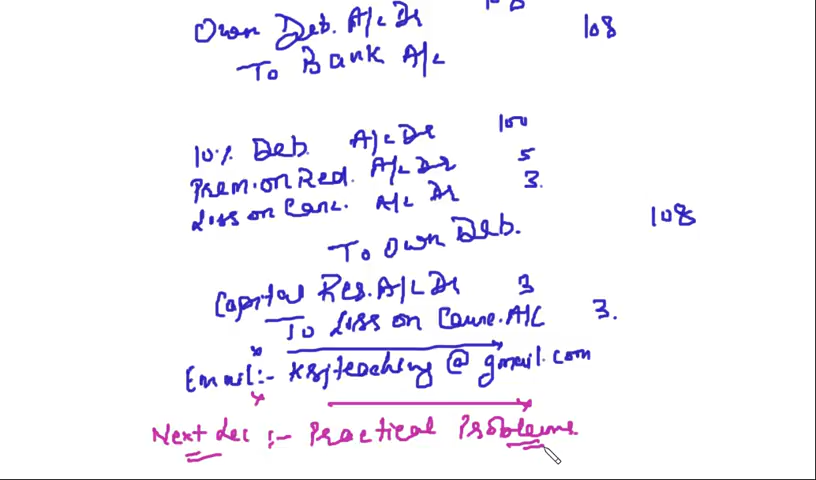 Own Deb. A/c Dr 108
To Bank A/c 108
10% Deb. A/c Dr 100
Prem. on Red. A/c Dr 5
Loss on Canc. A/c Dr 3.
To Own Deb. 108
Capital Res. A/c Dr 3
To Loss on Canc. A/C 3.
Email:- @ gmail.com
Next Lec :- Practical Problems.